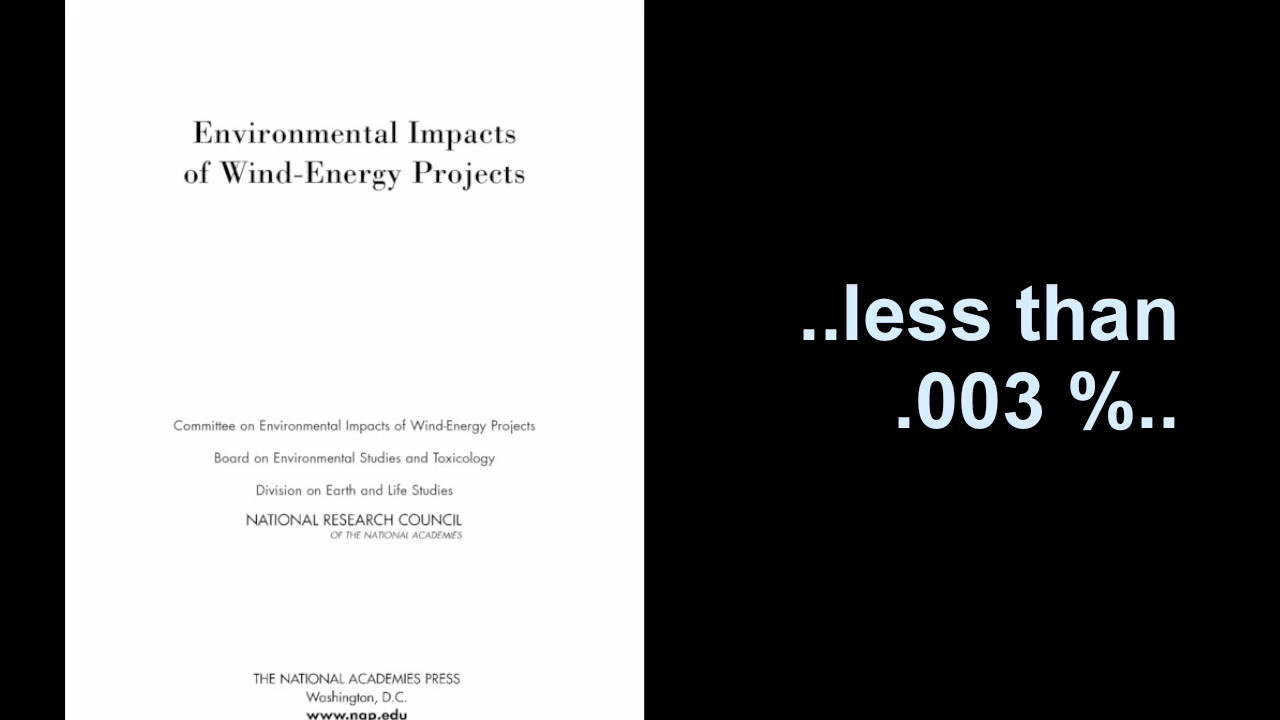 Environmental Impacts
of Wind-Energy Projects
Committee on Environmental Impacts of Wind-Energy Projects
Board on Environmental Studies and Toxicology
Division on Earth and Life Studies
NATIONAL RESEARCH COUNCIL
OF THE NATIONAL ACADEMIES
THE NATIONAL ACADEMIES PRESS
Washington, D.C.
www.nap.edu
..less than
.003 %..